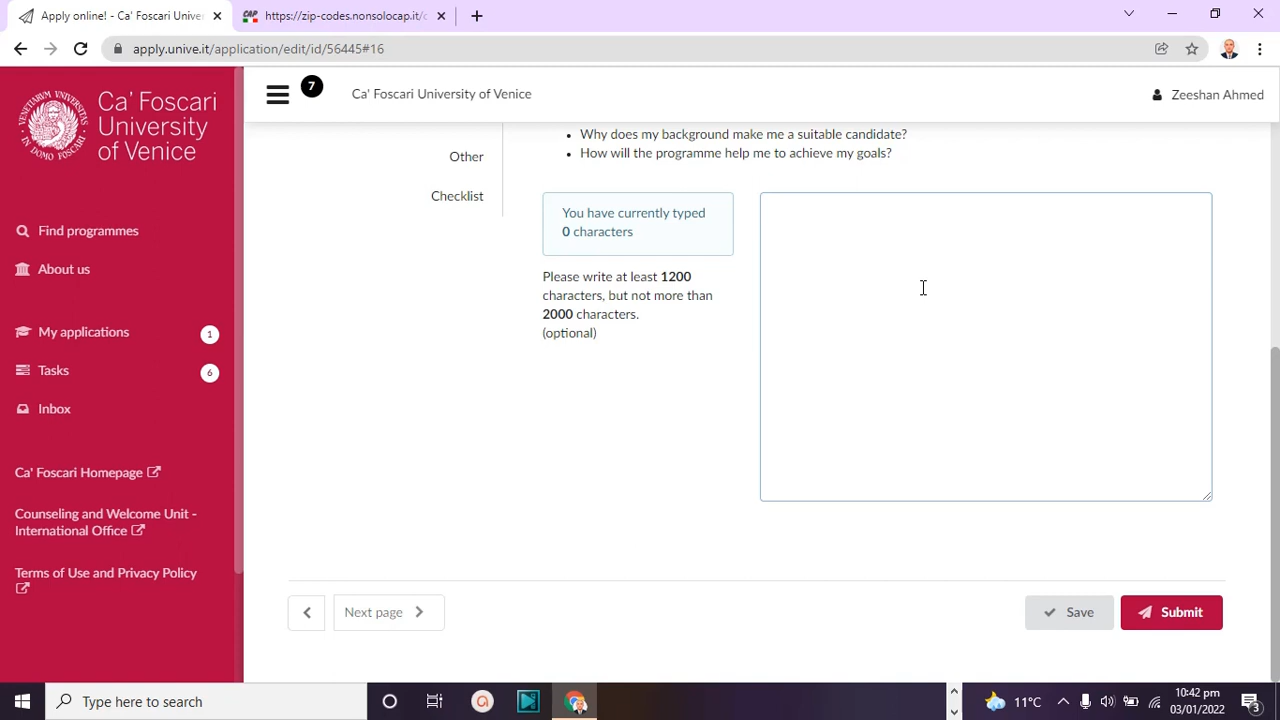 Apply online! - Ca' Foscari Univer
https://zip-codes.nonsolocap.it/c
apply.unive.it/application/edit/id/56445#16
Ca' Foscari
University
of Venice
7
Ca' Foscari University of Venice
Zeeshan Ahmed
Find programmes
About us
My applications
1
Tasks
6
Inbox
Ca' Foscari Homepage
Counseling and Welcome Unit -
International Office
Terms of Use and Privacy Policy
Other
Checklist
• Why does my background make me a suitable candidate?
• How will the programme help me to achieve my goals?
You have currently typed
0 characters
Please write at least 1200
characters, but not more than
2000 characters.
(optional)
Next page
Save
Submit
Type here to search
11°C
10:42 pm
03/01/2022
3